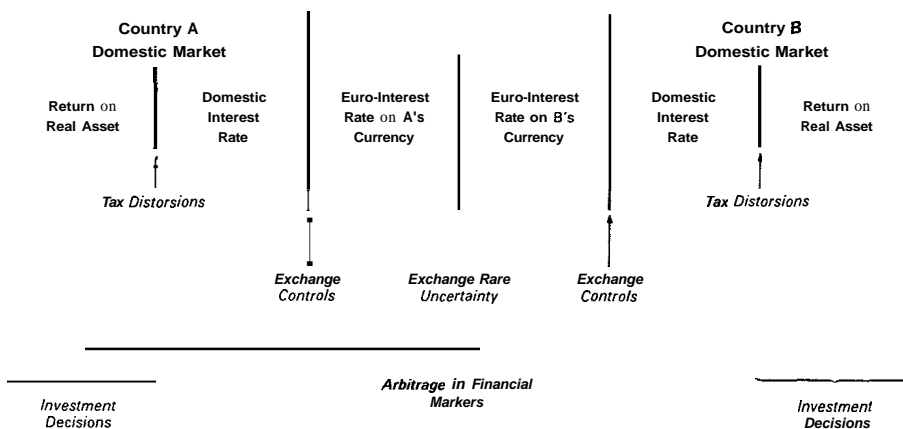 Country A
Domestic Market
Country B
Domestic Market
Return on
Real Asset
Domestic
Interest
Rate
Euro-Interest
Rate on A's
Currency
Euro-Interest
Rate on B's
Currency
Domestic
Interest
Rate
Return on
Real Asset
Tax Distorsions
Tax Distorsions
Exchange
Controls
Exchange Rare
Uncertainty
Exchange
Controls
Arbitrage in Financial
Markers
Investment
Decisions
Investment
Decisions